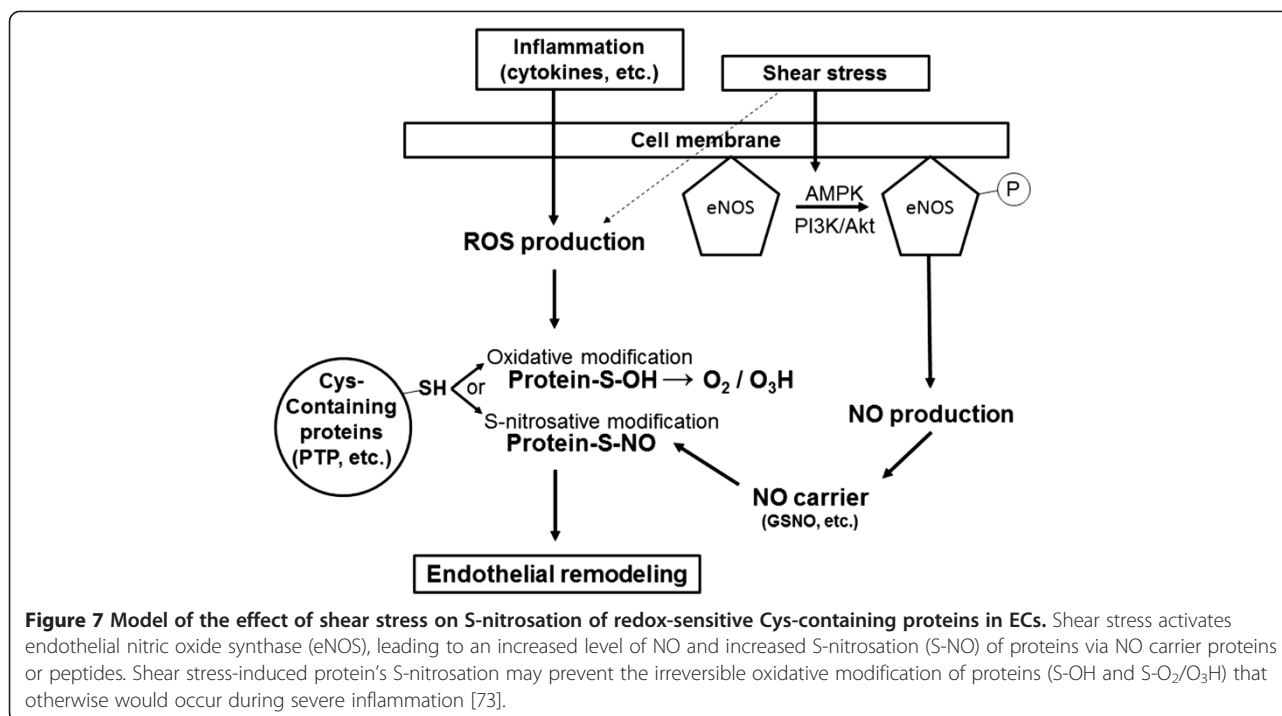 Inflammation
(cytokines, etc.)
Shear stress
Cell membrane
eNOS
AMPK
PI3K/Akt
eNOS
P
ROS production
Oxidative modification
Protein-S-OH → O₂ / O₃H
Cys-
Containing
proteins
(PTP, etc.)
SH
or
S-nitrosative modification
Protein-S-NO
NO production
NO carrier
(GSNO, etc.)
Endothelial remodeling
Figure 7 Model of the effect of shear stress on S-nitrosation of redox-sensitive Cys-containing proteins in ECs. Shear stress activates
endothelial nitric oxide synthase (eNOS), leading to an increased level of NO and increased S-nitrosation (S-NO) of proteins via NO carrier proteins
or peptides. Shear stress-induced protein's S-nitrosation may prevent the irreversible oxidative modification of proteins (S-OH and S-O₂/O₃H) that
otherwise would occur during severe inflammation [73].